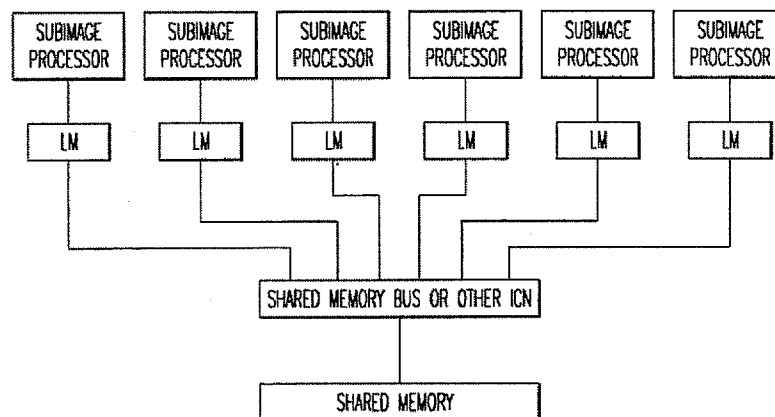 SUBIMAGE PROCESSOR
SUBIMAGE PROCESSOR
SUBIMAGE PROCESSOR
SUBIMAGE PROCESSOR
SUBIMAGE PROCESSOR
SUBIMAGE PROCESSOR
LM
LM
LM
LM
LM
LM
SHARED MEMORY BUS OR OTHER ICN
SHARED MEMORY